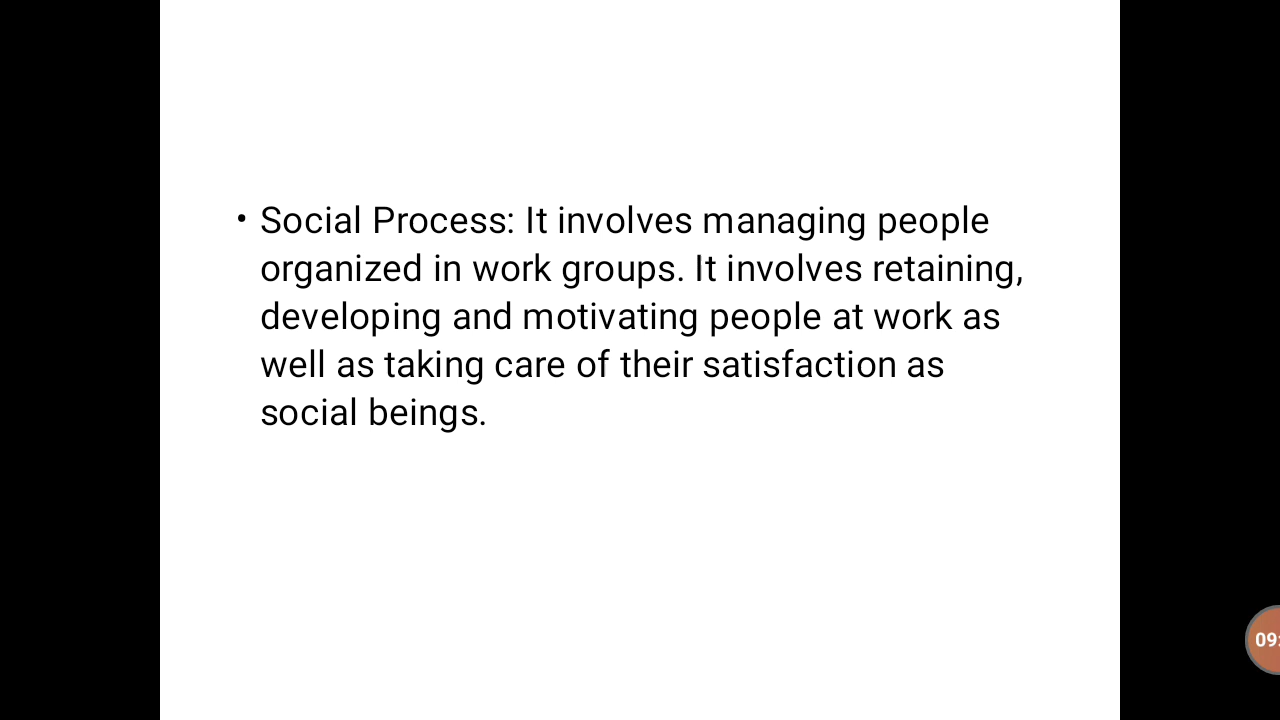 • Social Process: It involves managing people
organized in work groups. It involves retaining,
developing and motivating people at work as
well as taking care of their satisfaction as
social beings.
09: